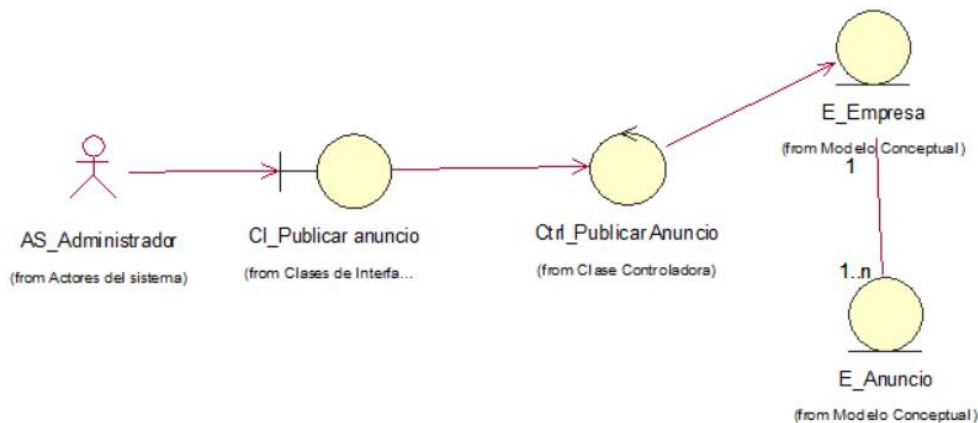 E_Empresa
(from Modelo Conceptual)
1
AS_Administrador
(from Actores del sistema)
CI_Publicar anuncio
(from Clases de Interfa...
Ctrl_PublicarAnuncio
(from Clase Controladora)
1..n
E_Anuncio
(from Modelo Conceptual)